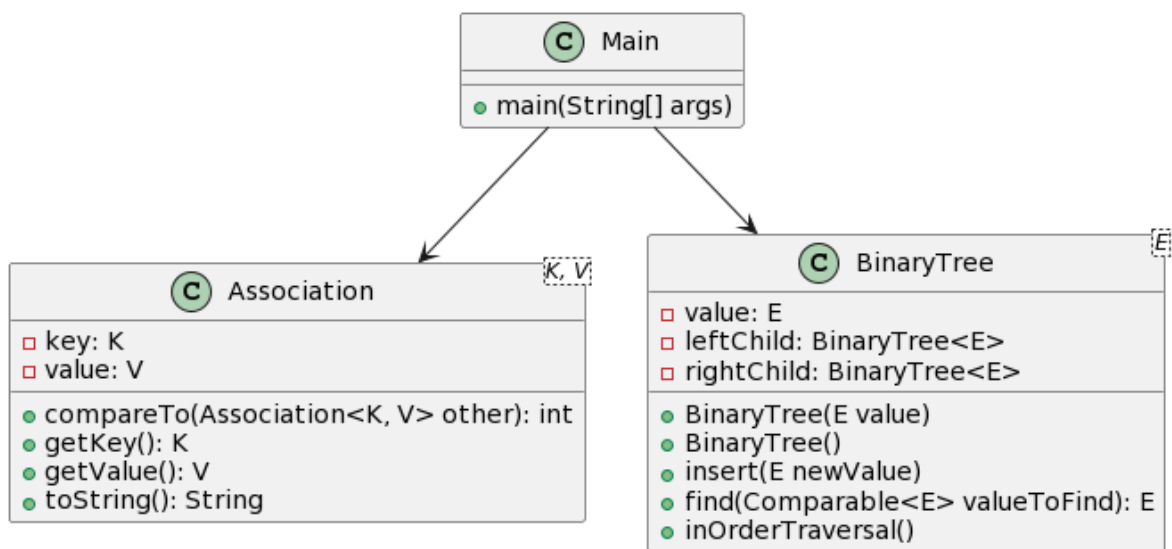 C Main
main(String[] args)
K, V
C Association
key: K
value: V
compareTo(Association<K, V> other): int
getKey(): K
getValue(): V
toString(): String
E
C BinaryTree
value: E
leftChild: BinaryTree<E>
rightChild: BinaryTree<E>
BinaryTree(E value)
BinaryTree()
insert(E newValue)
find(Comparable<E> valueToFind): E
inOrderTraversal()